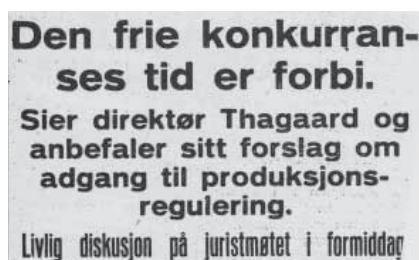 Den frie konkurran-
ses tid er forbi.
Sier direktør Thagaard og
anbefaler sitt forslag om
adgang til produksjons-
regulering.
Livlig diskusjon på juristmøtet i formiddag